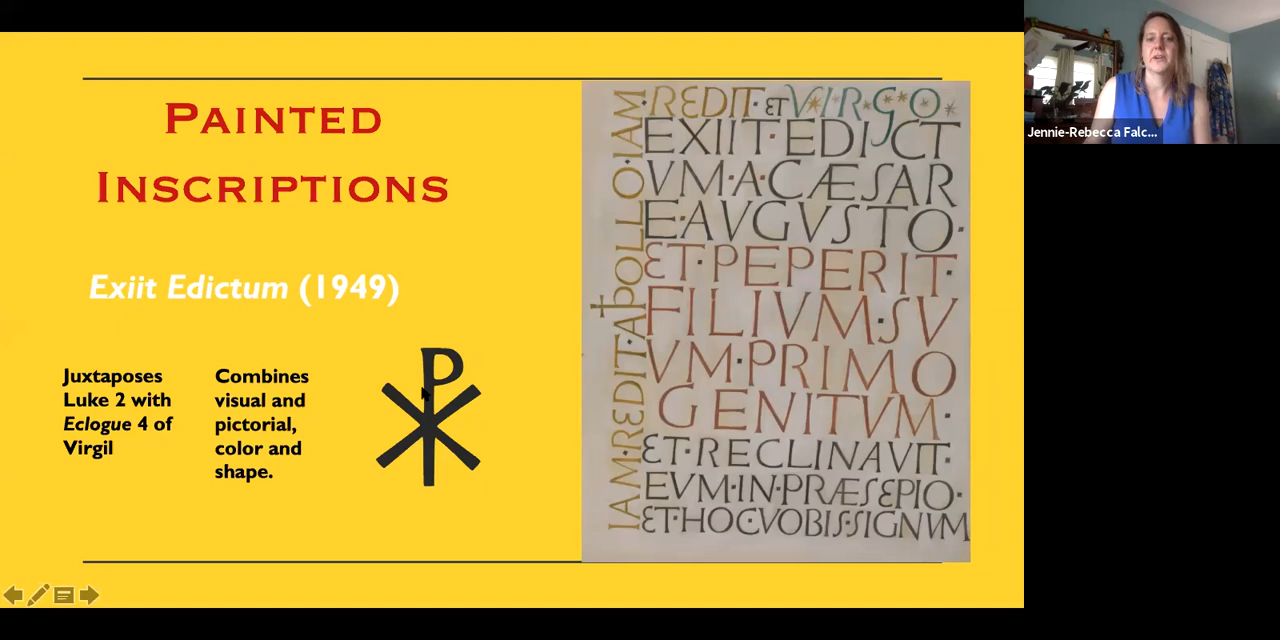 PAINTED
INSCRIPTIONS
Exiit Edictum (1949)
Juxtaposes
Luke 2 with
Eclogue 4 of
Virgil
Combines
visual and
pictorial,
color and
shape.
IAM·REDIT·APOLLO·IAM·
REDIT·ET VIRGO
EXIIT·EDICT
VM·A·CÆSAR
E·AVGVSTO·
ET·PEPERIT·
FILIVM·SV
VM·PRIMO
GENITVM·
ET·RECLINAVIT·
EVM·IN·PRÆSEPIO·
ET·HOC·VOBIS·SIGNVM
Jennie-Rebecca Falc...